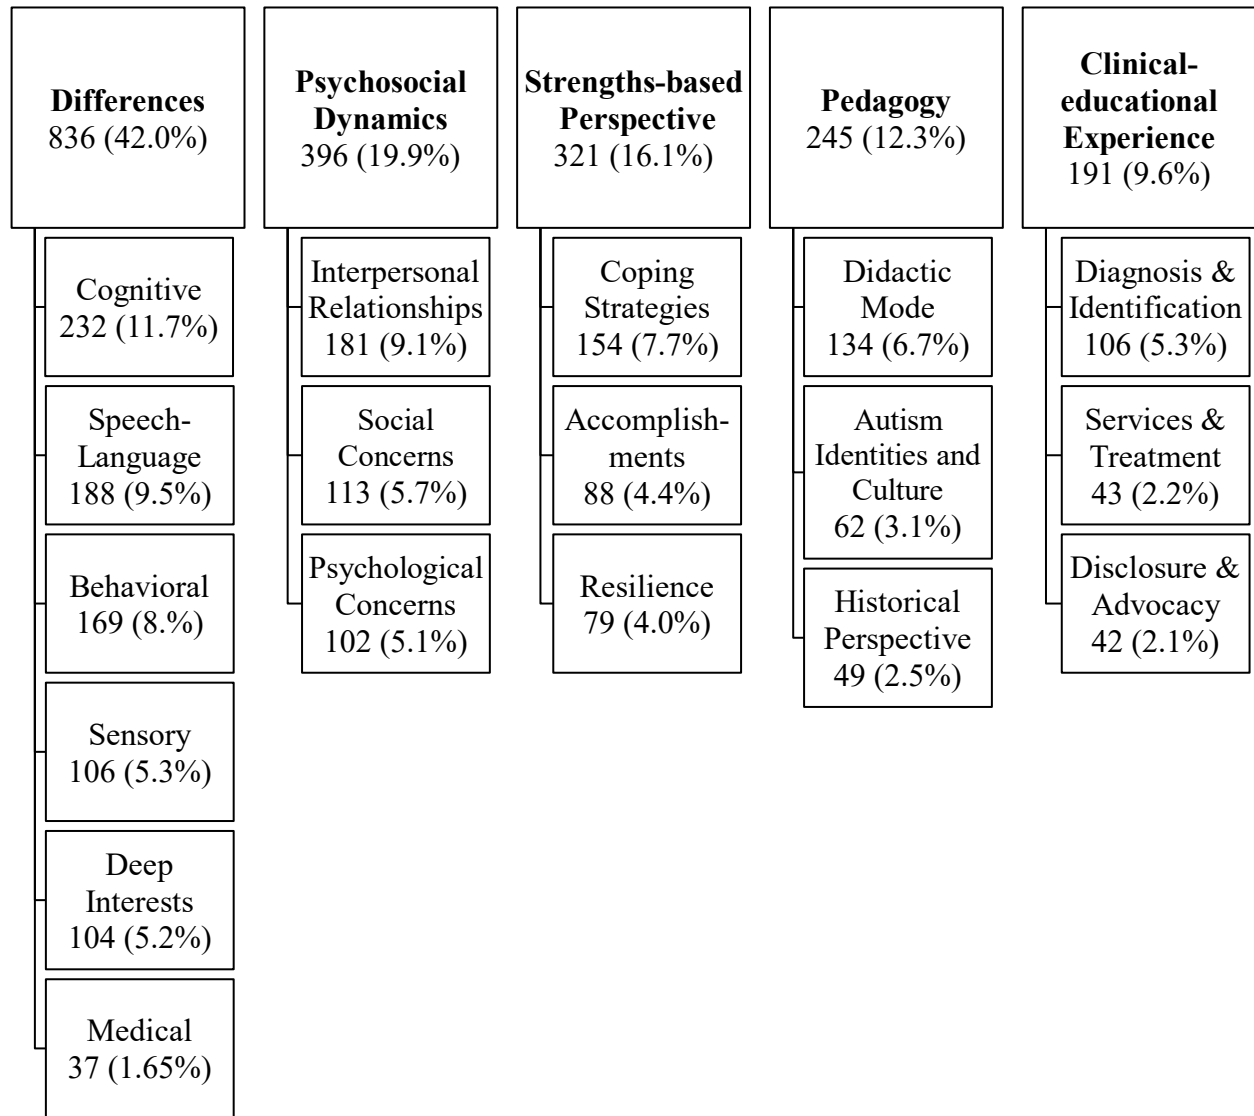 Differences
836 (42.0%)
Cognitive
232 (11.7%)
Speech-
Language
188 (9.5%)
Behavioral
169 (8.%)
Sensory
106 (5.3%)
Deep
Interests
104 (5.2%)
Medical
37 (1.65%)
Psychosocial
Dynamics
396 (19.9%)
Interpersonal
Relationships
181 (9.1%)
Social
Concerns
113 (5.7%)
Psychological
Concerns
102 (5.1%)
Strengths-based
Perspective
321 (16.1%)
Coping
Strategies
154 (7.7%)
Accomplish-
ments
88 (4.4%)
Resilience
79 (4.0%)
Pedagogy
245 (12.3%)
Didactic
Mode
134 (6.7%)
Autism
Identities and
Culture
62 (3.1%)
Historical
Perspective
49 (2.5%)
Clinical-
educational
Experience
191 (9.6%)
Diagnosis &
Identification
106 (5.3%)
Services &
Treatment
43 (2.2%)
Disclosure &
Advocacy
42 (2.1%)